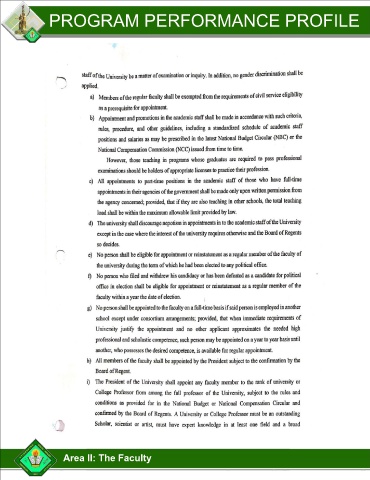 PROGRAM PERFORMANCE PROFILE
staff of the University be a matter of examination or inquiry. In addition, no gender discrimination shall be
applied.
a) Members of the regular faculty shall be exempted from the requirements of civil service eligibility
as a prerequisite for appointment.
b) Appointment and promotions in the academic staff shall be made in accordance with such criteria,
rules, procedure, and other guidelines, including a standardized schedule of academic staff
positions and salaries as may be prescribed in the latest National Budget Circular (NBC) or the
National Compensation Commission (NCC) issued from time to time.
However, those teaching in programs whose graduates are required to pass professional
examinations should be holders of appropriate licenses to practice their profession.
c) All appointments to part-time positions in the academic staff of those who have full-time
appointments in their agencies of the government shall be made only upon written permission from
the agency concerned; provided, that if they are also teaching in other schools, the total teaching
load shall be within the maximum allowable limit provided by law.
d) The university shall discourage nepotism in appointments in to the academic staff of the University
except in the case where the interest of the university requires otherwise and the Board of Regents
so decides.
e) No person shall be eligible for appointment or reinstatement as a regular member of the faculty of
the university during the term of which he had been elected to any political office.
f) No person who filed and withdrew his candidacy or has been defeated as a candidate for political
office in election shall be eligible for appointment or reinstatement as a regular member of the
faculty within a year the date of election.
g) No person shall be appointed to the faculty on a full-time basis if said person is employed in another
school except under consortium arrangements; provided, that when immediate requirements of
University justify the appointment and no other applicant approximates the needed high
professional and scholastic competence, such person may be appointed on a year to year basis until
another, who possesses the desired competence, is available for regular appointment.
h) All members of the faculty shall be appointed by the President subject to the confirmation by the
Board of Regent.
i) The President of the University shall appoint any faculty member to the rank of university or
College Professor from among the full professor of the University, subject to the rules and
conditions as provided for in the National Budget or National Compensation Circular and
confirmed by the Board of Regents. A University or College Professor must be an outstanding
Scholar, scientist or artist, must have expert knowledge in at least one field and a broad
Area II: The Faculty